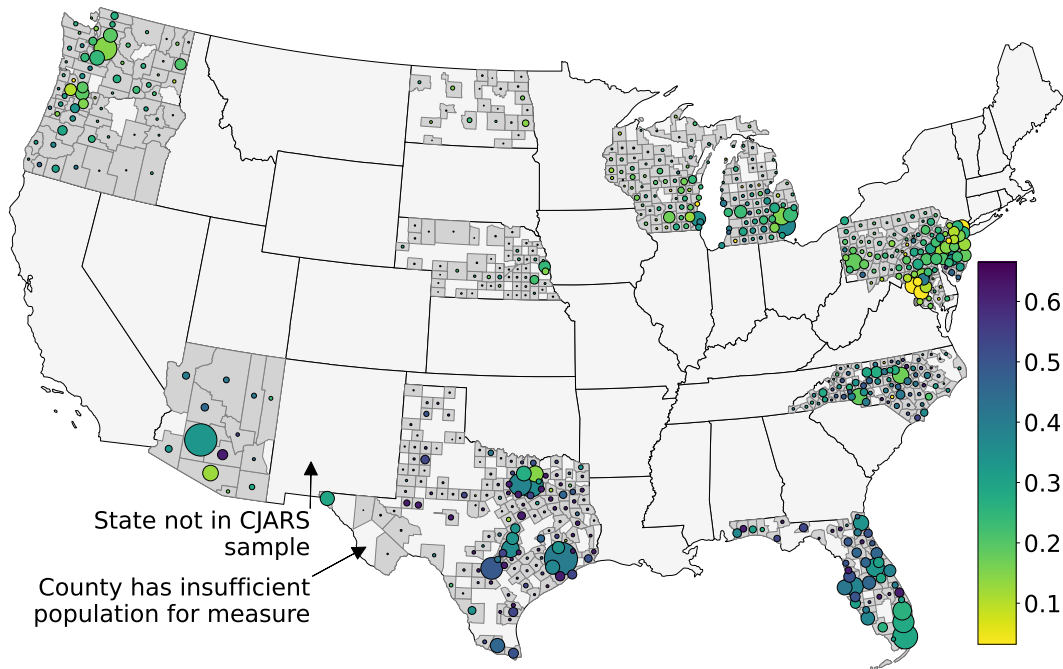 State not in CJARS
sample
County has insufficient
population for measure
0.6
0.5
0.4
0.3
0.2
0.1